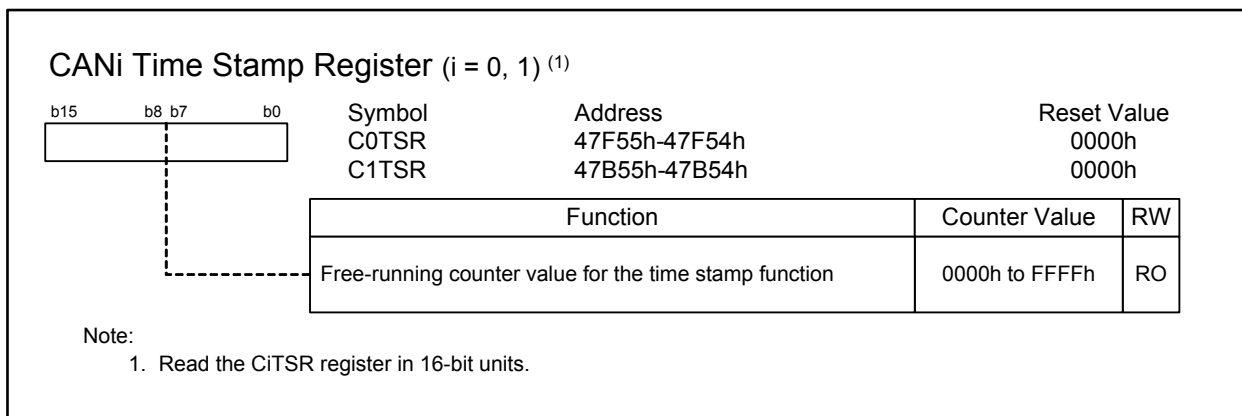 CANi Time Stamp Register (i = 0, 1) (1)
b15 b8 b7 b0
Symbol Address Reset Value
C0TSR 47F55h-47F54h 0000h
C1TSR 47B55h-47B54h 0000h
Function Counter Value RW
Free-running counter value for the time stamp function 0000h to FFFFh RO
Note:
1. Read the CiTSR register in 16-bit units.